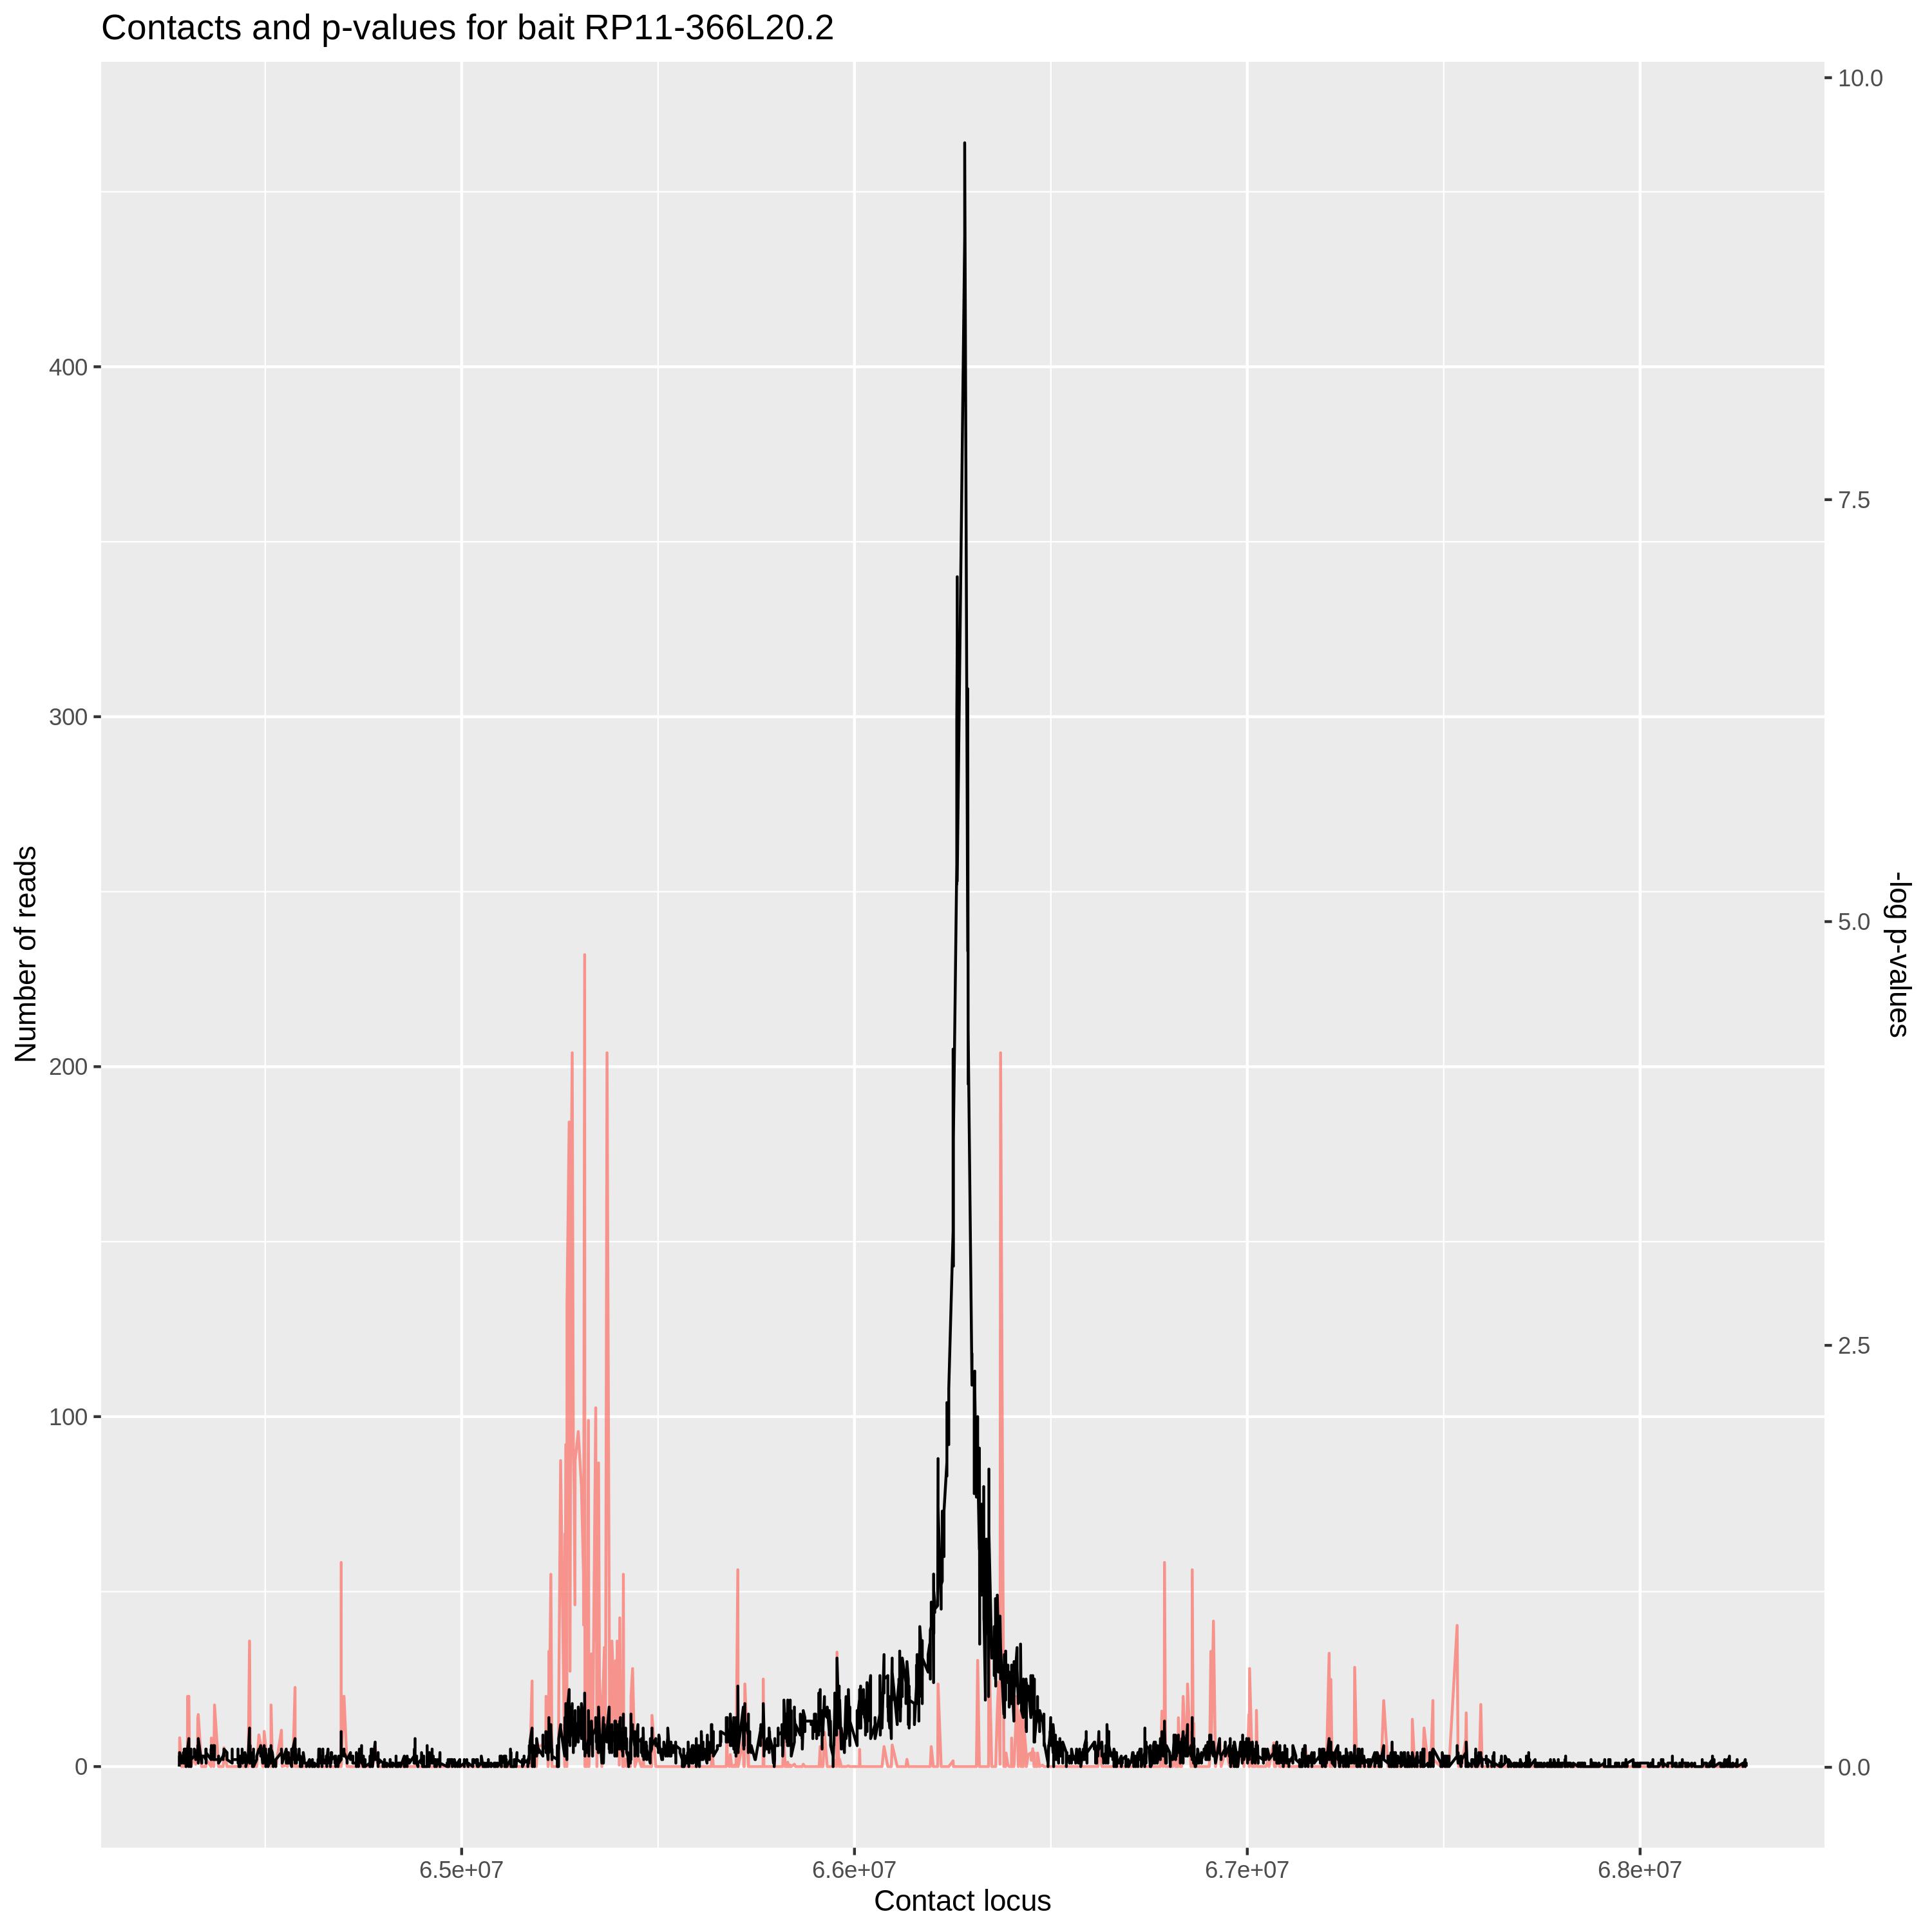 Contacts and p-values for bait RP11-366L20.2
Number of reads
400
300
200
100
0
10.0
7.5
5.0
2.5
0.0
-log p-values
6.5e+07
6.6e+07
6.7e+07
6.8e+07
Contact locus